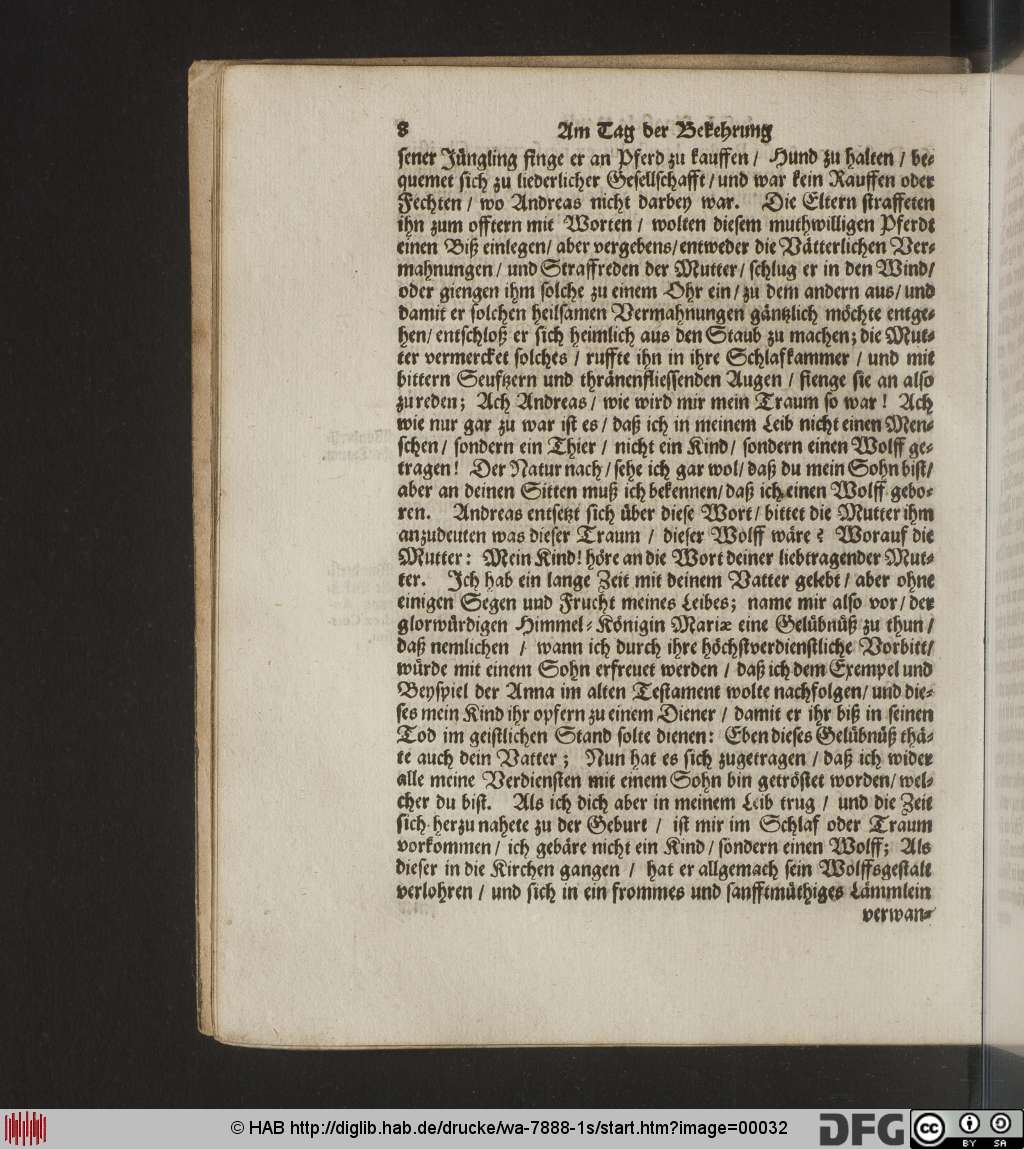 8 Am Tag der Bekehrung
sener Jüngling finge er an Pferd zu kauffen / Hund zu halten / be-
quemet sich zu liederlicher Gesellschafft / und war kein Rauffen oder
Fechten / wo Andreas nicht darbey war. Die Eltern straffeten
ihn zum offtern mit Worten / wolten diesem muthwilligen Pferdt
einen Biß einlegen / aber vergebens / entweder die Vätterlichen Ver-
mahnungen / und Straffreden der Mutter / schlug er in den Wind /
oder giengen ihm solche zu einem Ohr ein / zu dem andern aus / und
damit er solchen heilsamen Vermahnungen gäntzlich möchte entge-
hen / entschloß er sich heimlich aus den Staub zu machen; die Mut-
ter vermercket solches / ruffte ihn in ihre Schlafkammer / und mit
bittern Seuftzern und thränenfliessenden Augen / fienge sie an also
zureden; Ach Andreas / wie wird mir mein Traum so war! Ach
wie nur gar zu war ist es / daß ich in meinem Leib nicht einen Men-
schen / sondern ein Thier / nicht ein Kind / sondern einen Wolff ge-
tragen! Der Natur nach / sehe ich gar wol / daß du mein Sohn bist /
aber an deinen Sitten muß ich bekennen / daß ich einen Wolff gebo-
ren. Andreas entsetzt sich über diese Wort / bittet die Mutter ihm
anzudeuten was dieser Traum / dieser Wolff wäre? Worauf die
Mutter: Mein Kind! höre an die Wort deiner liebtragender Mut-
ter. Ich hab ein lange Zeit mit deinem Vatter gelebt / aber ohne
einigen Segen und Frucht meines Leibes; name mir also vor / der
glorwürdigen Himmel-Königin Mariæ eine Gelübnüß zu thun /
daß nemlichen / wann ich durch ihre höchstverdienstliche Vorbitt /
würde mit einem Sohn erfreuet werden / daß ich dem Exempel und
Beyspiel der Anna im alten Testament wolte nachfolgen / und die-
ses mein Kind ihr opfern zu einem Diener / damit er ihr biß in seinen
Tod im geistlichen Stand solte dienen: Eben dieses Gelübnüß thä-
te auch dein Vatter; Nun hat es sich zugetragen / daß ich wider
alle meine Verdiensten mit einem Sohn bin getröstet worden / wel-
cher du bist. Als ich dich aber in meinem Leib trug / und die Zeit
sich herzu nahete zu der Geburt / ist mir im Schlaf oder Traum
vorkommen / ich gebäre nicht ein Kind / sondern einen Wolff; Als
dieser in die Kirchen gangen / hat er allgemach sein Wolffsgestalt
verlohren / und sich in ein frommes und sanfftmüthiges Lämmlein
verwan-
© HAB http://diglib.hab.de/drucke/wa-7888-1s/start.htm?image=00032
DFG
cc BY SA